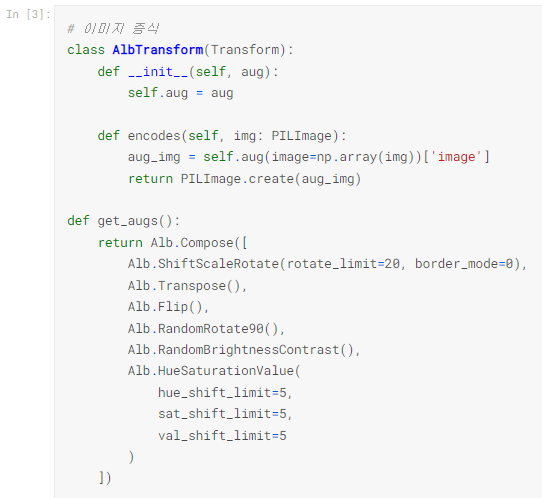 In [3]:
# 이미지 증식
class AlbTransform(Transform):
    def __init__(self, aug):
        self.aug = aug
    def encodes(self, img: PILImage):
        aug_img = self.aug(image=np.array(img))['image']
        return PILImage.create(aug_img)
def get_augs():
    return Alb.Compose([
        Alb.ShiftScaleRotate(rotate_limit=20, border_mode=0),
        Alb.Transpose(),
        Alb.Flip(),
        Alb.RandomRotate90(),
        Alb.RandomBrightnessContrast(),
        Alb.HueSaturationValue(
            hue_shift_limit=5,
            sat_shift_limit=5,
            val_shift_limit=5
        )
    ])